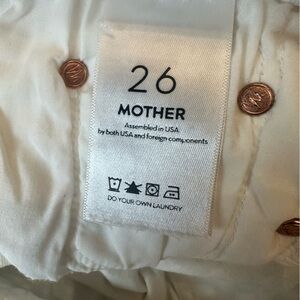 26
MOTHER
Assembled in USA
by both USA and foreign components
DO YOUR OWN LAUNDRY